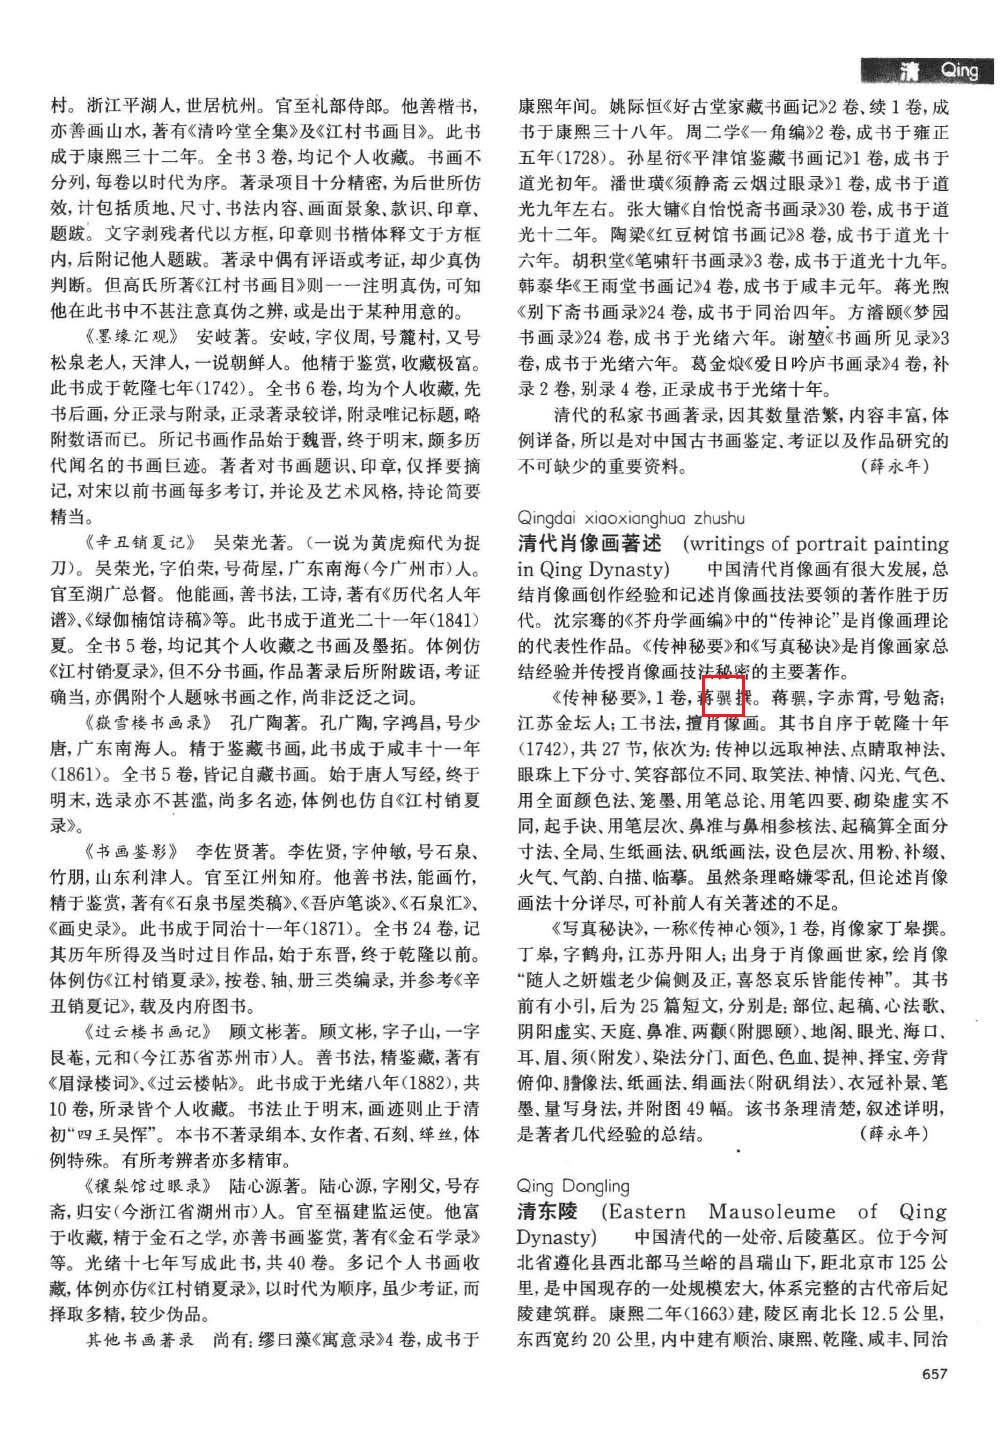 清 Qing
村。浙江平湖人,世居杭州。官至礼部侍郎。他善楷书,
亦善画山水,著有《清吟堂全集》及《江村书画目》。此书
成于康熙三十二年。全书3卷,均记个人收藏。书画不
分列,每卷以时代为序。著录项目十分精密,为后世所仿
效,计包括质地、尺寸、书法内容、画面景象、款识、印章、
题跋。文字剥残者代以方框,印章则书楷体释文于方框
内,后附记他人题跋。著录中偶有评语或考证,却少真伪
判断。但高氏所著《江村书画目》则一一注明真伪,可知
他在此书中不甚注意真伪之辨,或是出于某种用意的。
《墨缘汇观》 安岐著。安岐,字仪周,号麓村,又号
松泉老人,天津人,一说朝鲜人。他精于鉴赏,收藏极富。
此书成于乾隆七年(1742)。全书6卷,均为个人收藏,先
书后画,分正录与附录,正录著录较详,附录唯记标题,略
附数语而已。所记书画作品始于魏晋,终于明末,颇多历
代闻名的书画巨迹。著者对书画题识、印章,仅择要摘
记,对宋以前书画每多考订,并论及艺术风格,持论简要
精当。
《辛丑销夏记》 吴荣光著。(一说为黄虎痴代为捉
刀)。吴荣光,字伯荣,号荷屋,广东南海(今广州市)人。
官至湖广总督。他能画,善书法,工诗,著有《历代名人年
谱》、《绿伽楠馆诗稿》等。此书成于道光二十一年(1841)
夏。全书5卷,均记其个人收藏之书画及墨拓。体例仿
《江村销夏录》,但不分书画,作品著录后所附跋语,考证
确当,亦偶附个人题咏书画之作,尚非泛泛之词。
《嶽雪楼书画录》 孔广陶著。孔广陶,字鸿昌,号少
唐,广东南海人。精于鉴藏书画,此书成于咸丰十一年
(1861)。全书5卷,皆记自藏书画。始于唐人写经,终于
明末,选录亦不甚滥,尚多名迹,体例也仿自《江村销夏
录》。
《书画鉴影》 李佐贤著。李佐贤,字仲敏,号石泉、
竹朋,山东利津人。官至江州知府。他善书法,能画竹,
精于鉴赏,著有《石泉书屋类稿》、《吾庐笔谈》、《石泉汇》、
《画史录》。此书成于同治十一年(1871)。全书24卷,记
其历年所得及当时过目作品,始于东晋,终于乾隆以前。
体例仿《江村销夏录》,按卷、轴、册三类编录,并参考《辛
丑销夏记》,载及内府图书。
《过云楼书画记》 顾文彬著。顾文彬,字子山,一字
艮菴,元和(今江苏省苏州市)人。善书法,精鉴藏,著有
《眉渌楼词》、《过云楼帖》。此书成于光绪八年(1882),共
10卷,所录皆个人收藏。书法止于明末,画迹则止于清
初“四王吴恽”。本书不著录绢本、女作者、石刻、缂丝,体
例特殊。有所考辨者亦多精审。
《穰梨馆过眼录》 陆心源著。陆心源,字刚父,号存
斋,归安(今浙江省湖州市)人。官至福建监运使。他富
于收藏,精于金石之学,亦善书画鉴赏,著有《金石学录》
等。光绪十七年写成此书,共40卷。多记个人书画收
藏,体例亦仿《江村销夏录》,以时代为顺序,虽少考证,而
择取多精,较少伪品。
其他书画著录 尚有:缪曰藻《寓意录》4卷,成书于
康熙年间。姚际恒《好古堂家藏书画记》2卷、续1卷,成
书于康熙三十八年。周二学《一角编》2卷,成书于雍正
五年(1728)。孙星衍《平津馆鉴藏书画记》1卷,成书于
道光初年。潘世璜《须静斋云烟过眼录》1卷,成书于道
光九年左右。张大镛《自怡悦斋书画录》30卷,成书于道
光十二年。陶梁《红豆树馆书画记》8卷,成书于道光十
六年。胡积堂《笔啸轩书画录》3卷,成书于道光十九年。
韩泰华《玉雨堂书画记》4卷,成书于咸丰元年。蒋光煦
《别下斋书画录》24卷,成书于同治四年。方濬颐《梦园
书画录》24卷,成书于光绪六年。谢堃《书画所见录》3
卷,成书于光绪六年。葛金烺《爱日吟庐书画录》4卷,补
录2卷,别录4卷,正录成书于光绪十年。
清代的私家书画著录,因其数量浩繁,内容丰富,体
例详备,所以是对中国古书画鉴定、考证以及作品研究的
不可缺少的重要资料。 (薛永年)
Qingdai xiaoxianghua zhushu
清代肖像画著述 (writings of portrait painting
in Qing Dynasty) 中国清代肖像画有很大发展,总
结肖像画创作经验和记述肖像画技法要领的著作胜于历
代。沈宗骞的《芥舟学画编》中的“传神论”是肖像画理论
的代表性作品。《传神秘要》和《写真秘诀》是肖像画家总
结经验并传授肖像画技法秘密的主要著作。
《传神秘要》,1卷,蒋骥撰。蒋骥,字赤霄,号勉斋;
江苏金坛人;工书法,擅肖像画。其书自序于乾隆十年
(1742),共27节,依次为:传神以远取神法、点睛取神法、
眼珠上下分寸、笑容部位不同、取笑法、神情、闪光、气色、
用全面颜色法、笼墨、用笔总论、用笔四要、砌染虚实不
同,起手诀、用笔层次、鼻准与鼻相参核法、起稿算全面分
寸法、全局、生纸画法、矾纸画法,设色层次、用粉、补缀、
火气、气韵、白描、临摹。虽然条理略嫌零乱,但论述肖像
画法十分详尽,可补前人有关著述的不足。
《写真秘诀》,一称《传神心领》,1卷,肖像家丁皋撰。
丁皋,字鹤舟,江苏丹阳人;出身于肖像画世家,绘肖像
“随人之妍媸老少偏侧及正,喜怒哀乐皆能传神”。其书
前有小引,后为25篇短文,分别是;部位、起稿、心法歌、
阴阳虚实、天庭、鼻准、两颧(附腮颐)、地阁、眼光、海口、
耳、眉、须(附发)、染法分门、面色、色血、提神、择宝、旁背
俯仰、膳像法、纸画法、绢画法(附矾绢法)、衣冠补景、笔
墨、量写身法,并附图49幅。该书条理清楚,叙述详明,
是著者几代经验的总结。 (薛永年)
Qing Dongling
清东陵 (Eastern Mausoleume of Qing
Dynasty) 中国清代的一处帝、后陵墓区。位于今河
北省遵化县西北部马兰峪的昌瑞山下,距北京市125公
里,是中国现存的一处规模宏大,体系完整的古代帝后妃
陵建筑群。康熙二年(1663)建,陵区南北长12.5公里,
东西宽约20公里,内中建有顺治、康熙、乾隆、咸丰、同治
657